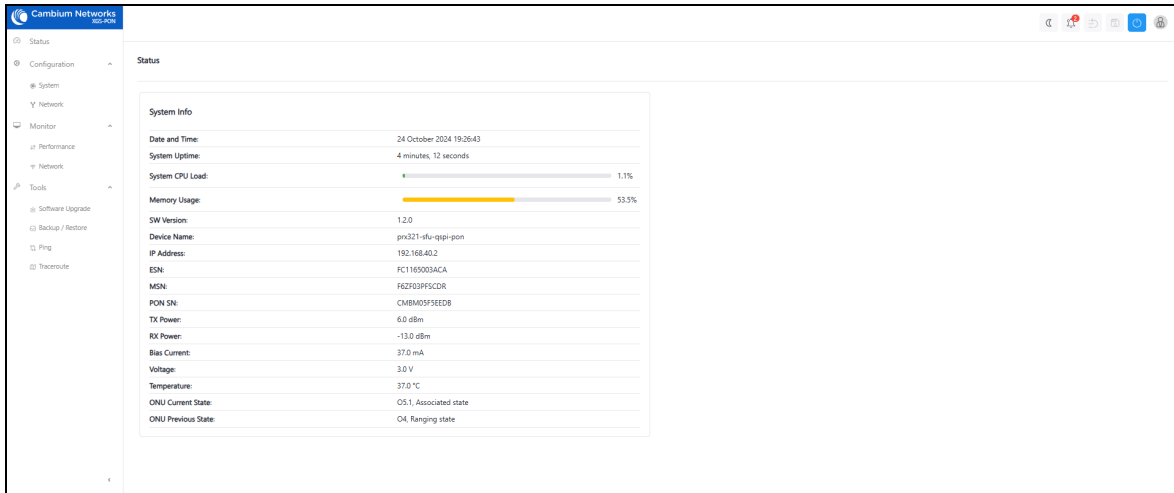 Cambium Networks
XGS-PON
2
Status
Configuration
System
Network
Monitor
Performance
Network
Tools
Software Upgrade
Backup / Restore
Ping
Traceroute
Status
System Info
Date and Time: 24 October 2024 19:26:43
System Uptime: 4 minutes, 12 seconds
System CPU Load: 1.1%
Memory Usage: 53.5%
SW Version: 1.2.0
Device Name: prx321-sfu-qspi-pon
IP Address: 192.168.40.2
ESN: FC1165003ACA
MSN: F6ZF03PFSCDR
PON SN: CMBM05F5EEDB
TX Power: 6.0 dBm
RX Power: -13.0 dBm
Bias Current: 37.0 mA
Voltage: 3.0 V
Temperature: 37.0 °C
ONU Current State: O5.1, Associated state
ONU Previous State: O4, Ranging state